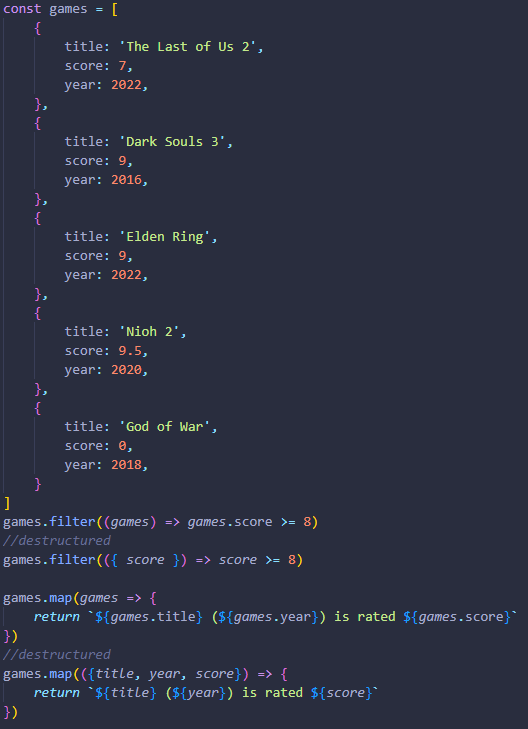 const games = [
    {
        title: 'The Last of Us 2',
        score: 7,
        year: 2022,
    },
    {
        title: 'Dark Souls 3',
        score: 9,
        year: 2016,
    },
    {
        title: 'Elden Ring',
        score: 9,
        year: 2022,
    },
    {
        title: 'Nioh 2',
        score: 9.5,
        year: 2020,
    },
    {
        title: 'God of War',
        score: 0,
        year: 2018,
    }
]
games.filter((games) => games.score >= 8)
//destructured
games.filter(({ score }) => score >= 8)

games.map(games => {
    return `${games.title} (${games.year}) is rated ${games.score}`
})
//destructured
games.map(({title, year, score}) => {
    return `${title} (${year}) is rated ${score}`
})